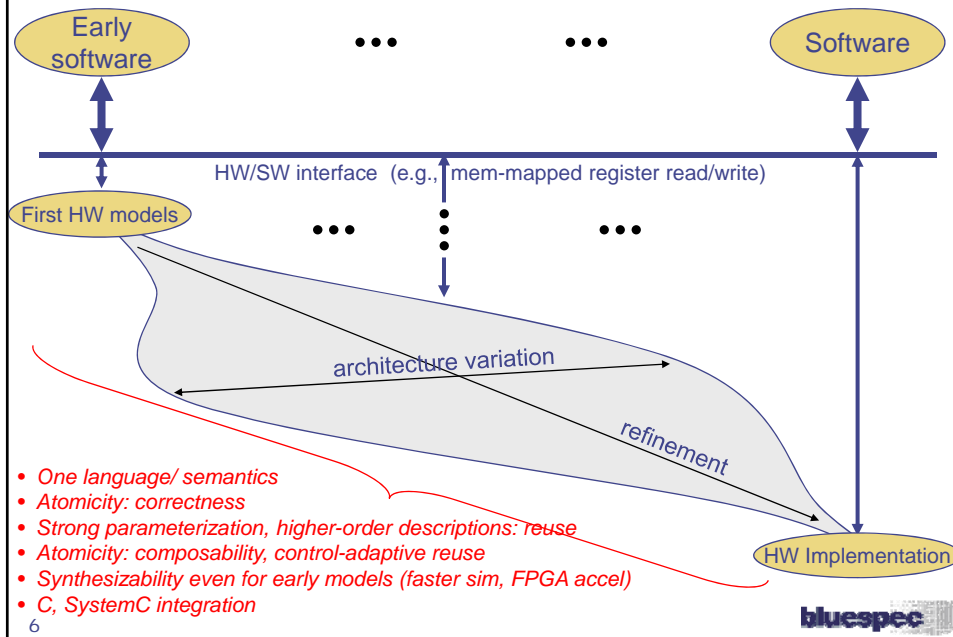 Early
software
Software
HW/SW interface (e.g., mem-mapped register read/write)
First HW models
architecture variation
refinement
• One language/ semantics
• Atomicity: correctness
• Strong parameterization, higher-order descriptions: reuse
• Atomicity: composability, control-adaptive reuse
• Synthesizability even for early models (faster sim, FPGA accel)
• C, SystemC integration
HW Implementation
6
bluespec